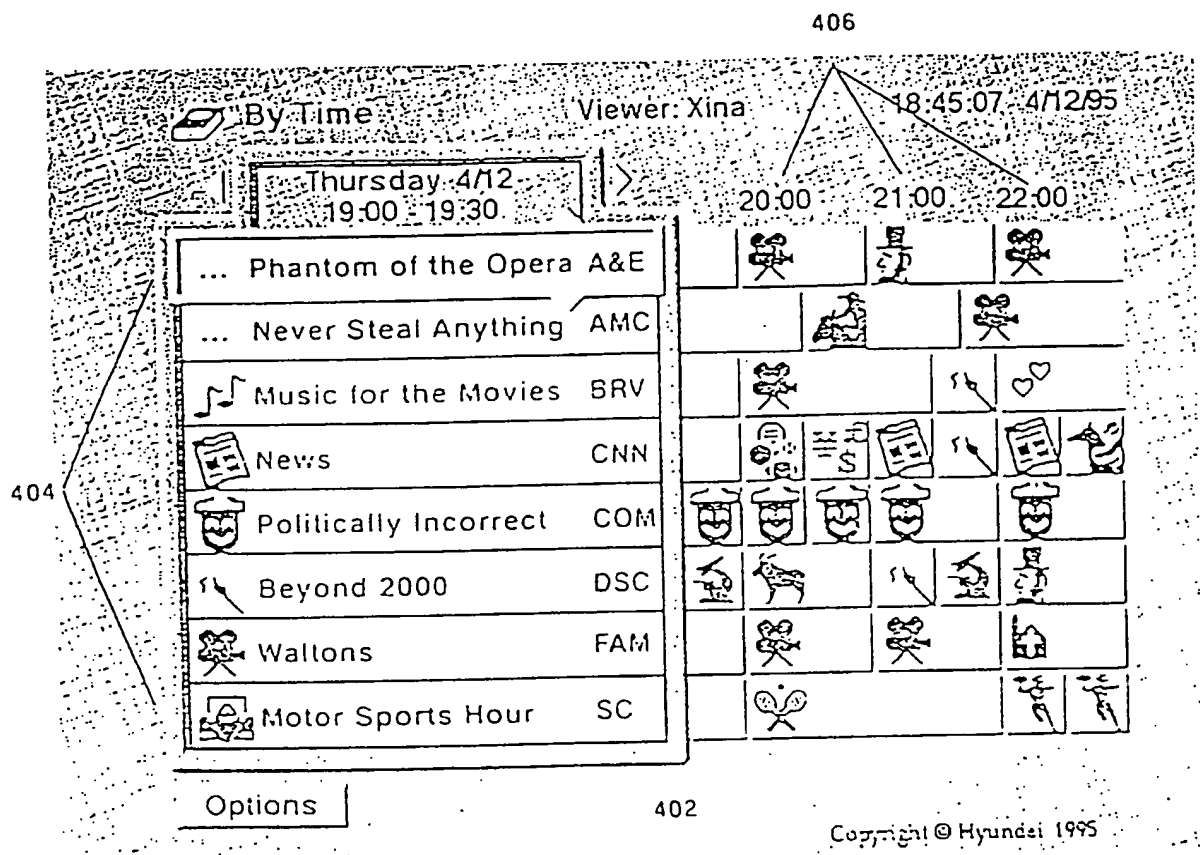 406
By Time Viewer: Xina 18:45:07 4/12/95
Thursday 4/12
19:00 - 19:30 20:00 21:00 22:00
... Phantom of the Opera A&E
... Never Steal Anything AMC
Music for the Movies BRV
News CNN
404
Politically Incorrect COM
Beyond 2000 DSC
Waltons FAM
Motor Sports Hour SC
Options 402
Copyright © Hyundai 1995